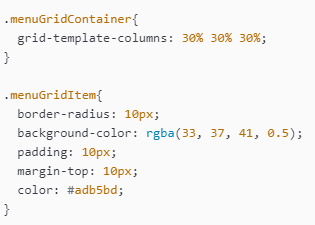 .menuGridContainer{
  grid-template-columns: 30% 30% 30%;
}
.menuGridItem{
  border-radius: 10px;
  background-color: rgba(33, 37, 41, 0.5);
  padding: 10px;
  margin-top: 10px;
  color: #adb5bd;
}